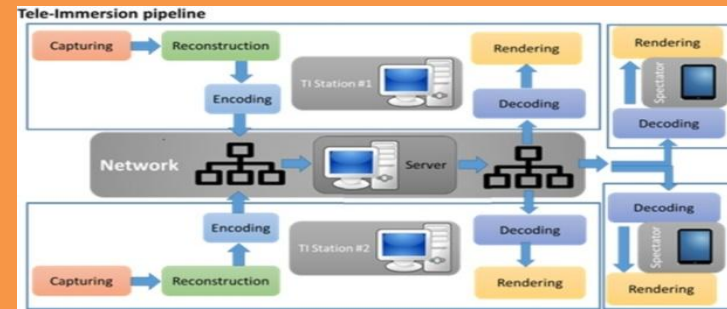 Tele-Immersion pipeline
Capturing
Reconstruction
Encoding
TI Station #1
Rendering
Decoding
Rendering
Spectator
Decoding
Network
Server
Encoding
Capturing
Reconstruction
TI Station #2
Decoding
Rendering
Decoding
Spectator
Rendering